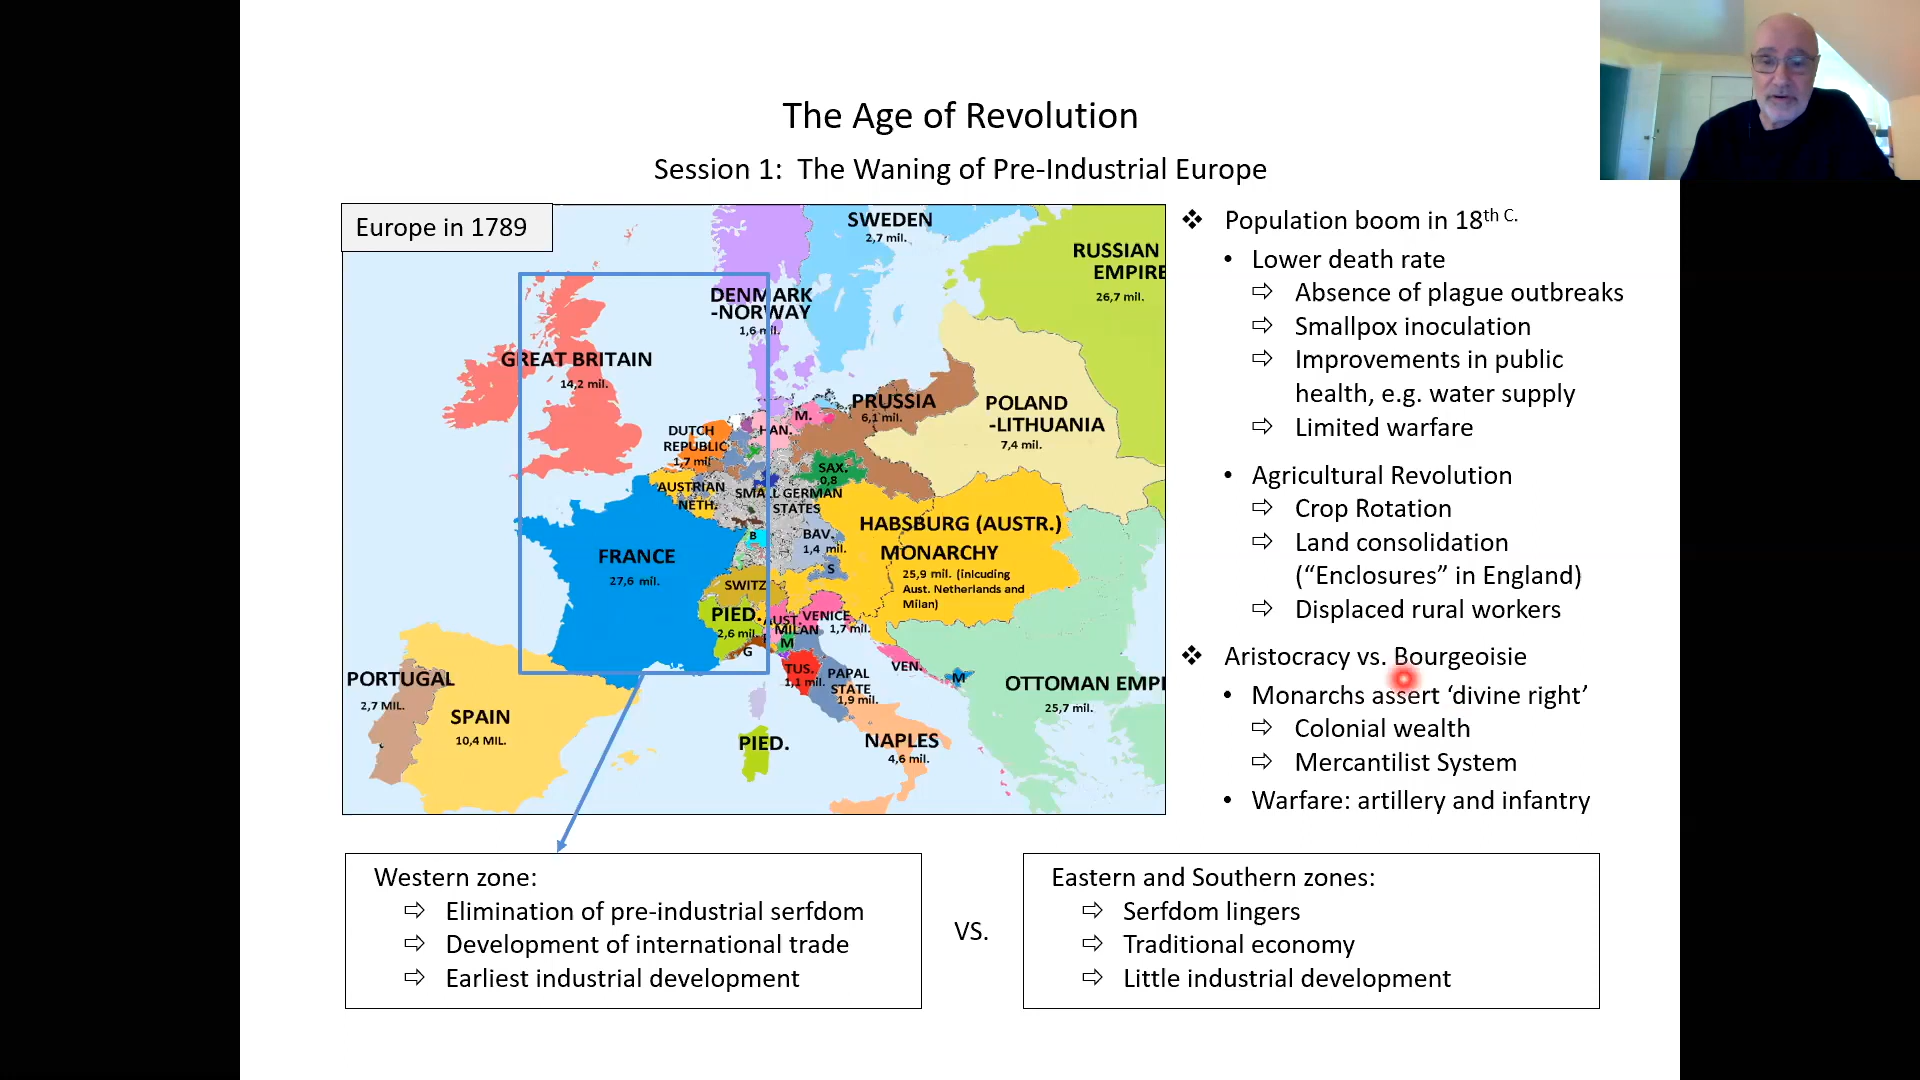 The Age of Revolution
Session 1: The Waning of Pre-Industrial Europe
Europe in 1789
SWEDEN
2,7 mil.
RUSSIAN
EMPIRE
26,7 mil.
DENMARK
-NORWAY
1,6 mil.
GREAT BRITAIN
14,2 mil.
PRUSSIA
6,1 mil.
POLAND
-LITHUANIA
7,4 mil.
M.
HAN.
DUTCH
REPUBLIC
1,7 mil
SAX.
0,8
AUSTRIAN
NETH.
SMALL GERMAN
STATES
HABSBURG (AUSTR.)
MONARCHY
25,9 mil. (inlcuding
Aust. Netherlands and
Milan)
B
BAV.
1,4 mil.
S
FRANCE
27,6 mil.
SWITZ
PIED.
2,6 mil.
AUST.
MILAN
VENICE
1,7 mil.
M
G
TUS.
1,1 mil.
PAPAL
STATE
1,9 mil.
VEN.
M
OTTOMAN EMPI
25,7 mil.
PORTUGAL
2,7 MIL.
SPAIN
10,4 MIL.
PIED.
NAPLES
4,6 mil.
❖ Population boom in 18th C.
• Lower death rate
⇨ Absence of plague outbreaks
⇨ Smallpox inoculation
⇨ Improvements in public
health, e.g. water supply
⇨ Limited warfare
• Agricultural Revolution
⇨ Crop Rotation
⇨ Land consolidation
(“Enclosures” in England)
⇨ Displaced rural workers
❖ Aristocracy vs. Bourgeoisie
• Monarchs assert ‘divine right’
⇨ Colonial wealth
⇨ Mercantilist System
• Warfare: artillery and infantry
Western zone:
⇨ Elimination of pre-industrial serfdom
⇨ Development of international trade
⇨ Earliest industrial development
VS.
Eastern and Southern zones:
⇨ Serfdom lingers
⇨ Traditional economy
⇨ Little industrial development